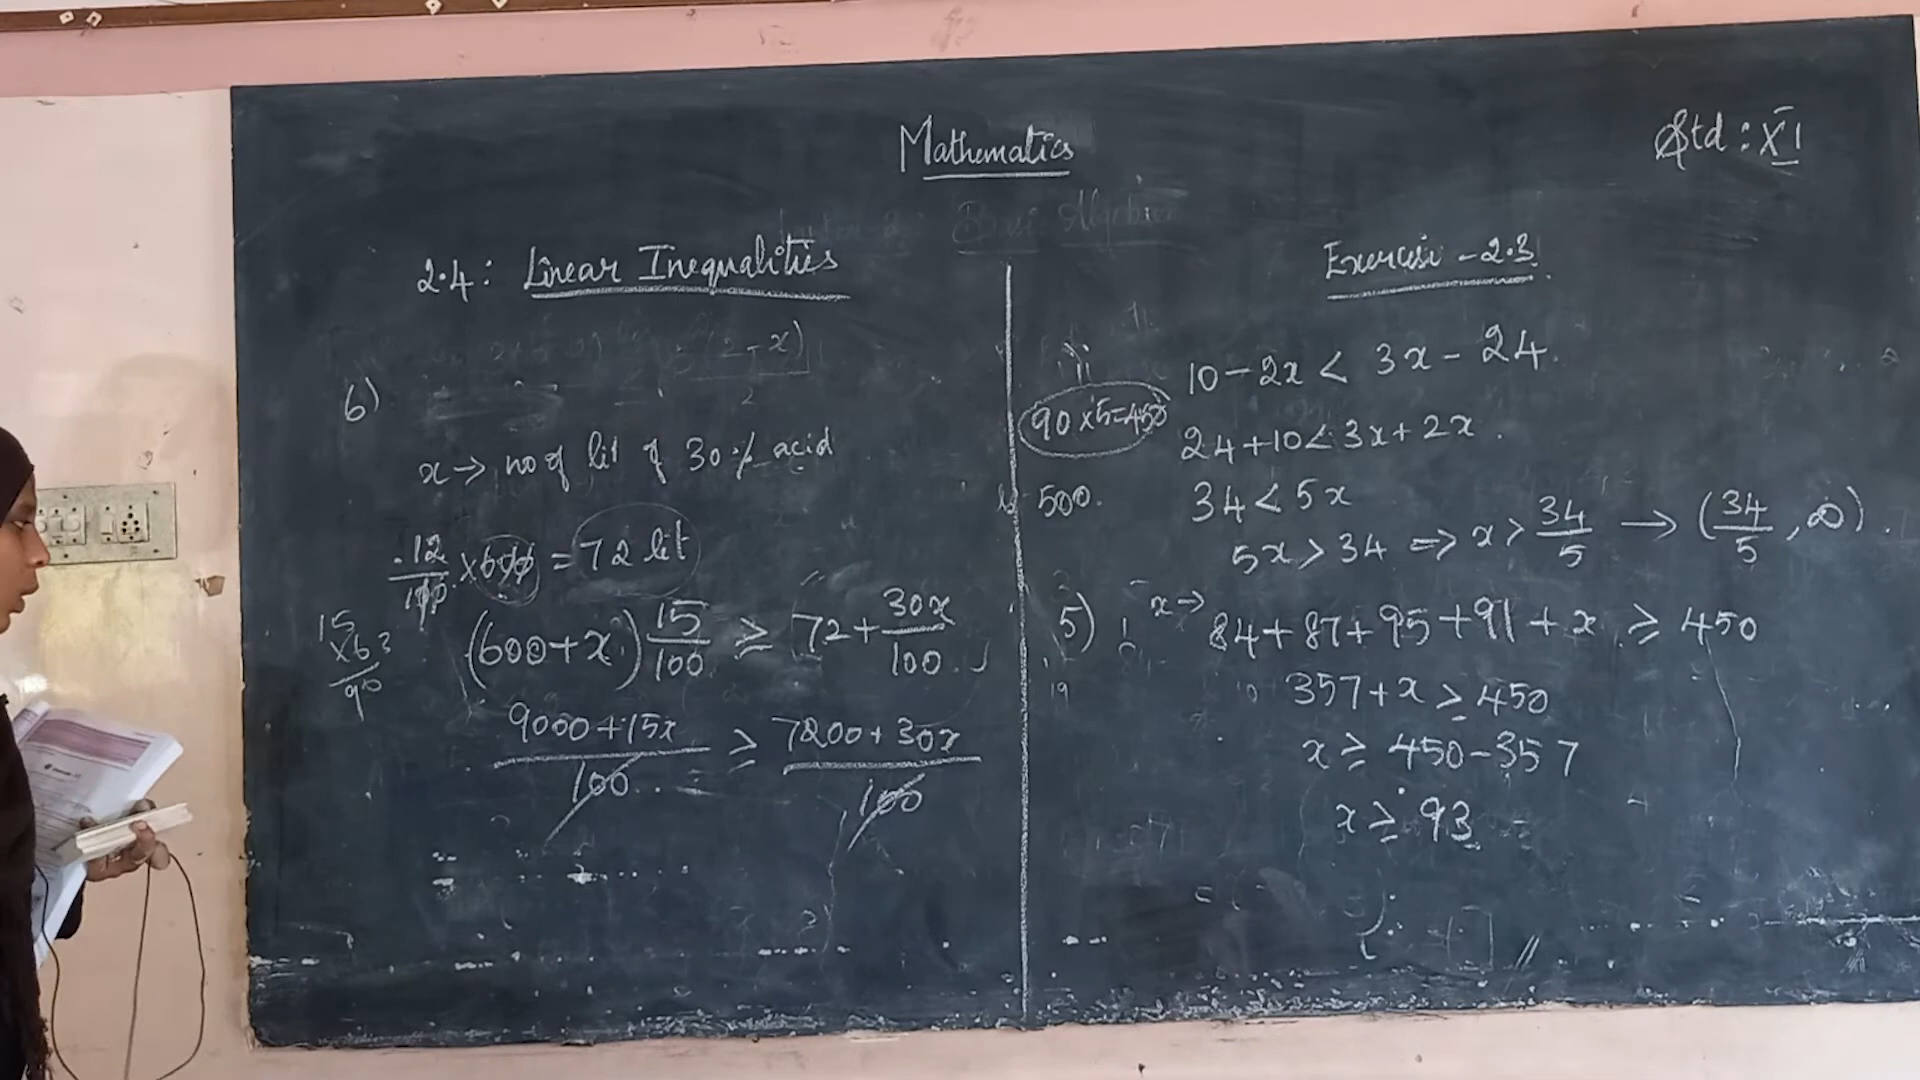 Mathematics
Std : XI
2.4 : Linear Inequalities
6)
x → no of lit of 30 % acid
12/100 × 600 = 72 lit
15
(600+x) 15/100 ≥ 72 + 30x/100
9000+15x/100 ≥ 7200+30x/100
Exercise - 2.3
10-2x < 3x-24
90×5=450
24+10<3x+2x
500.
34<5x
5x>34 ⇒ x > 34/5 → (34/5, ∞).
5) x→ 84+87+95+91+x ≥ 450
357+x ≥ 450
x ≥ 450-357
x ≥ 93